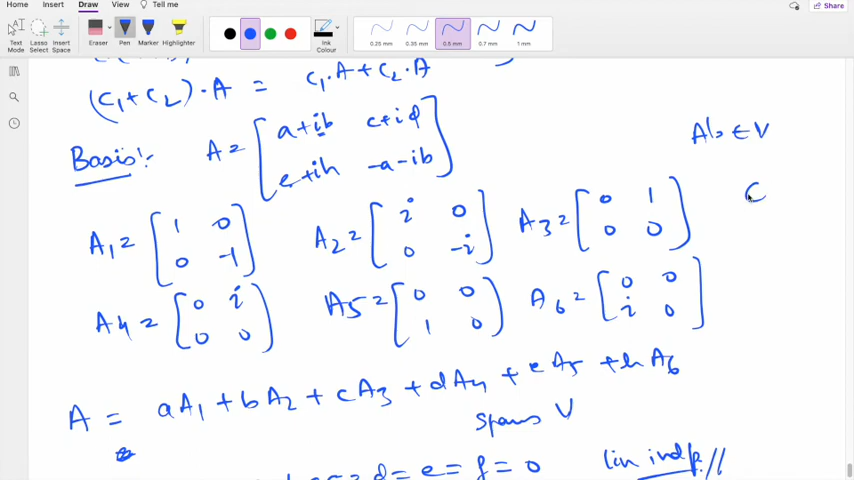 Home Insert Draw View Tell me
Share
Text Mode Lasso Select Insert Space Eraser Pen Marker Highlighter Ink Colour 0.25 mm 0.35 mm 0.5 mm 0.7 mm 1 mm
(c1+c2)·A = c1·A+c2·A
Basis:- A = [a+ib c+id
e+ih -a-ib]
A,B ∈ V
C
A1 = [1 0
0 -1] A2 = [i 0
0 -i] A3 = [0 1
0 0]
A4 = [0 i
0 0] A5 = [0 0
1 0] A6 = [0 0
i 0]
A = aA1 + bA2 + cA3 + dA4 + eA5 + hA6
spans V
= d = e = f = 0 lin indp. //